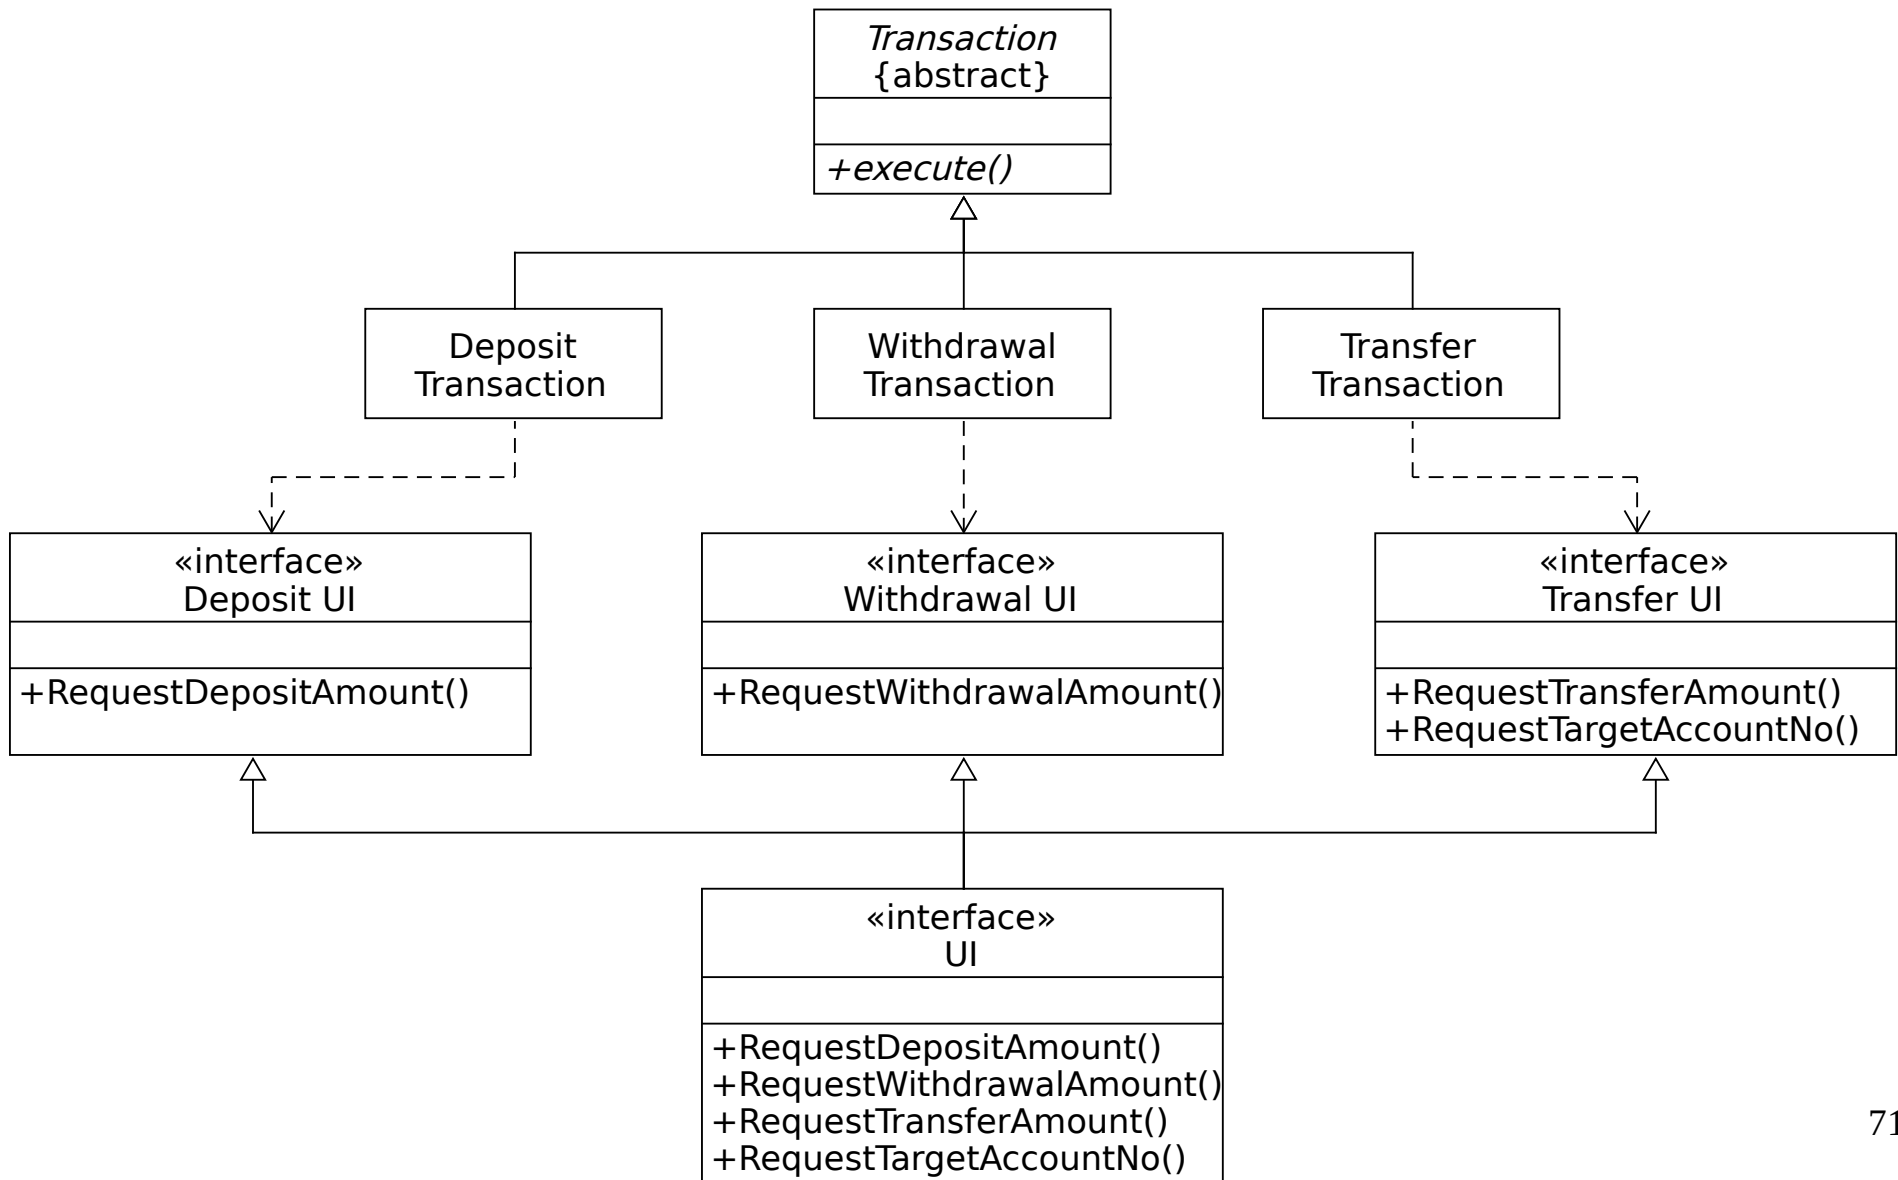 Transaction
{abstract}
+execute()
Deposit
Transaction
Withdrawal
Transaction
Transfer
Transaction
«interface»
Deposit UI
+RequestDepositAmount()
«interface»
Withdrawal UI
+RequestWithdrawalAmount()
«interface»
Transfer UI
+RequestTransferAmount()
+RequestTargetAccountNo()
«interface»
UI
+RequestDepositAmount()
+RequestWithdrawalAmount()
+RequestTransferAmount()
+RequestTargetAccountNo()
71